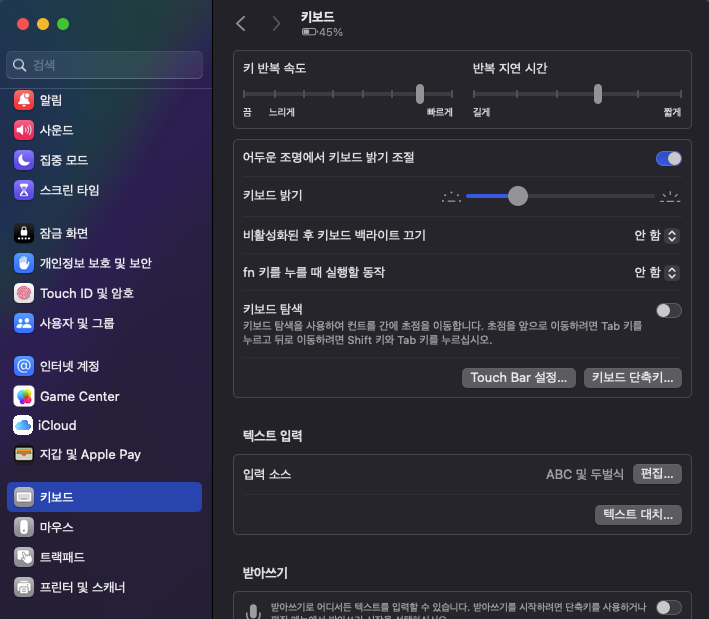 키보드
45%
검색
알림
사운드
집중 모드
스크린 타임
잠금 화면
개인정보 보호 및 보안
Touch ID 및 암호
사용자 및 그룹
인터넷 계정
Game Center
iCloud
지갑 및 Apple Pay
키보드
마우스
트랙패드
프린터 및 스캐너
키 반복 속도
반복 지연 시간
끔 느리게 빠르게
길게 짧게
어두운 조명에서 키보드 밝기 조절
키보드 밝기
비활성화된 후 키보드 백라이트 끄기 안 함
fn 키를 누를 때 실행할 동작 안 함
키보드 탐색
키보드 탐색을 사용하여 컨트롤 간에 초점을 이동합니다. 초점을 앞으로 이동하려면 Tab 키를
누르고 뒤로 이동하려면 Shift 키와 Tab 키를 누르십시오.
Touch Bar 설정... 키보드 단축키...
텍스트 입력
입력 소스 ABC 및 두벌식 편집...
텍스트 대치...
받아쓰기
받아쓰기로 어디서든 텍스트를 입력할 수 있습니다. 받아쓰기를 시작하려면 단축키를 사용하거나